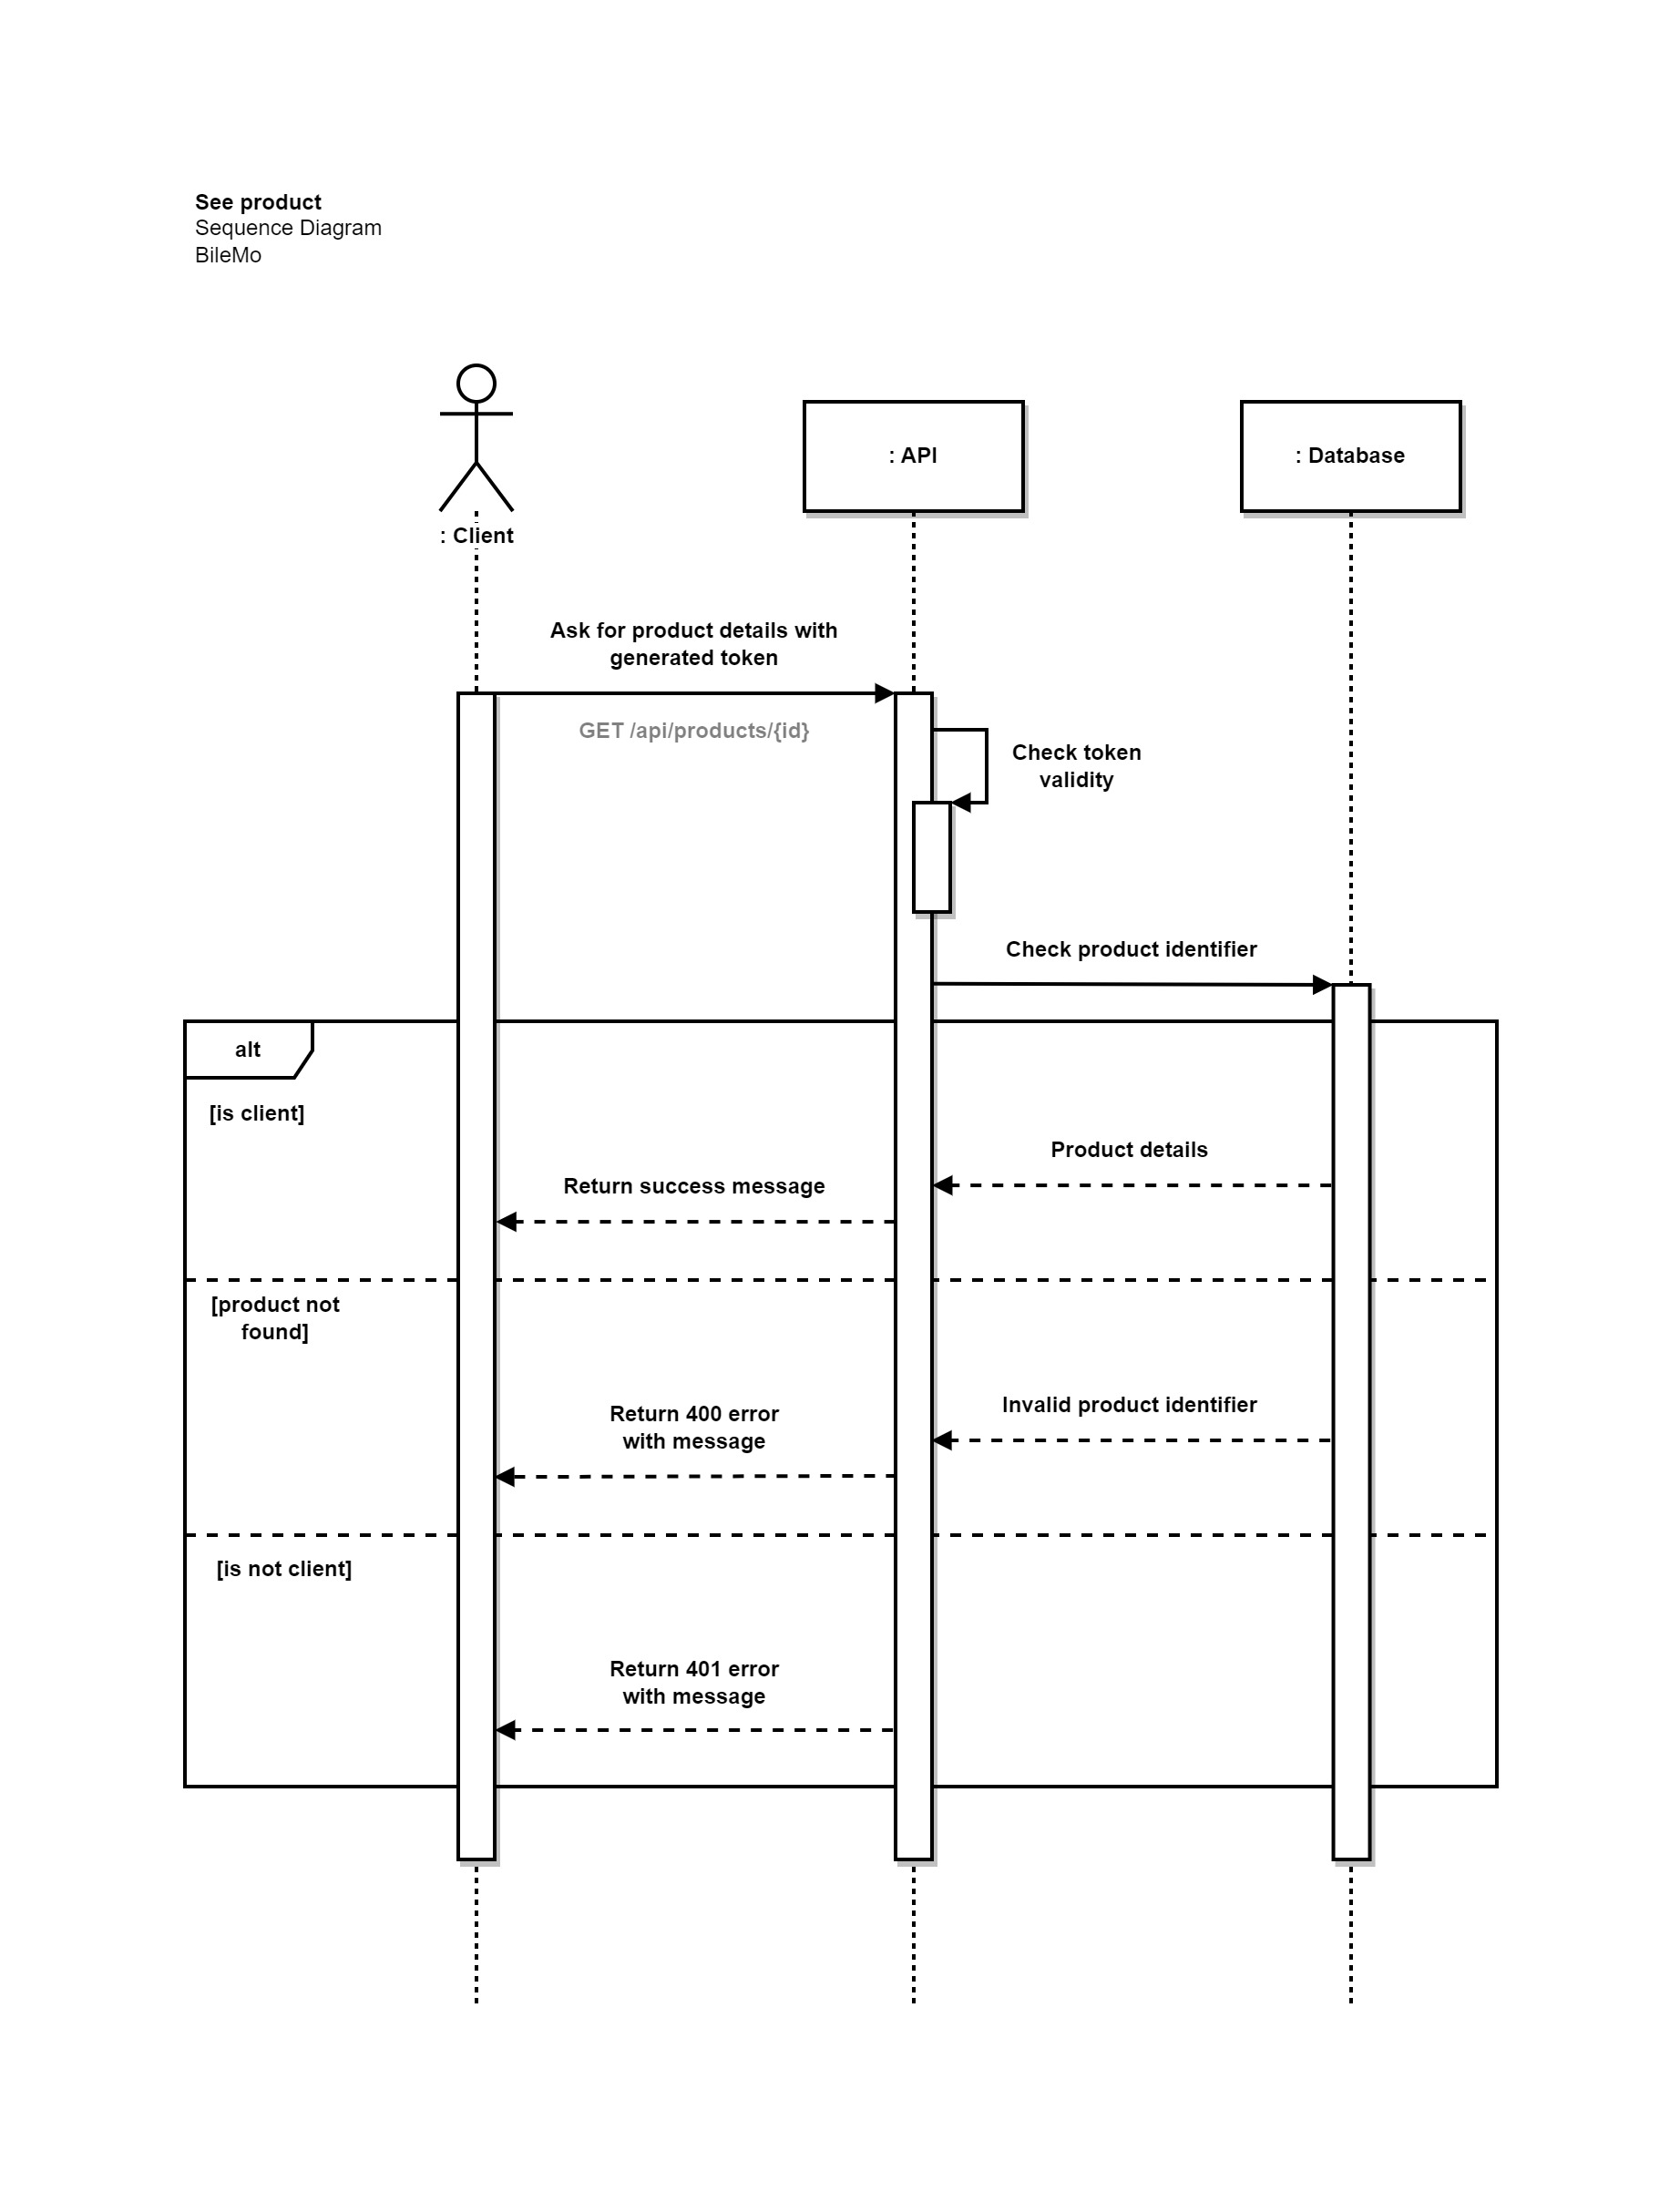 See product
Sequence Diagram
BileMo
: Client
: API
: Database
Ask for product details with
generated token
GET /api/products/{id}
Check token
validity
Check product identifier
alt
[is client]
Product details
Return success message
[product not
found]
Invalid product identifier
Return 400 error
with message
[is not client]
Return 401 error
with message